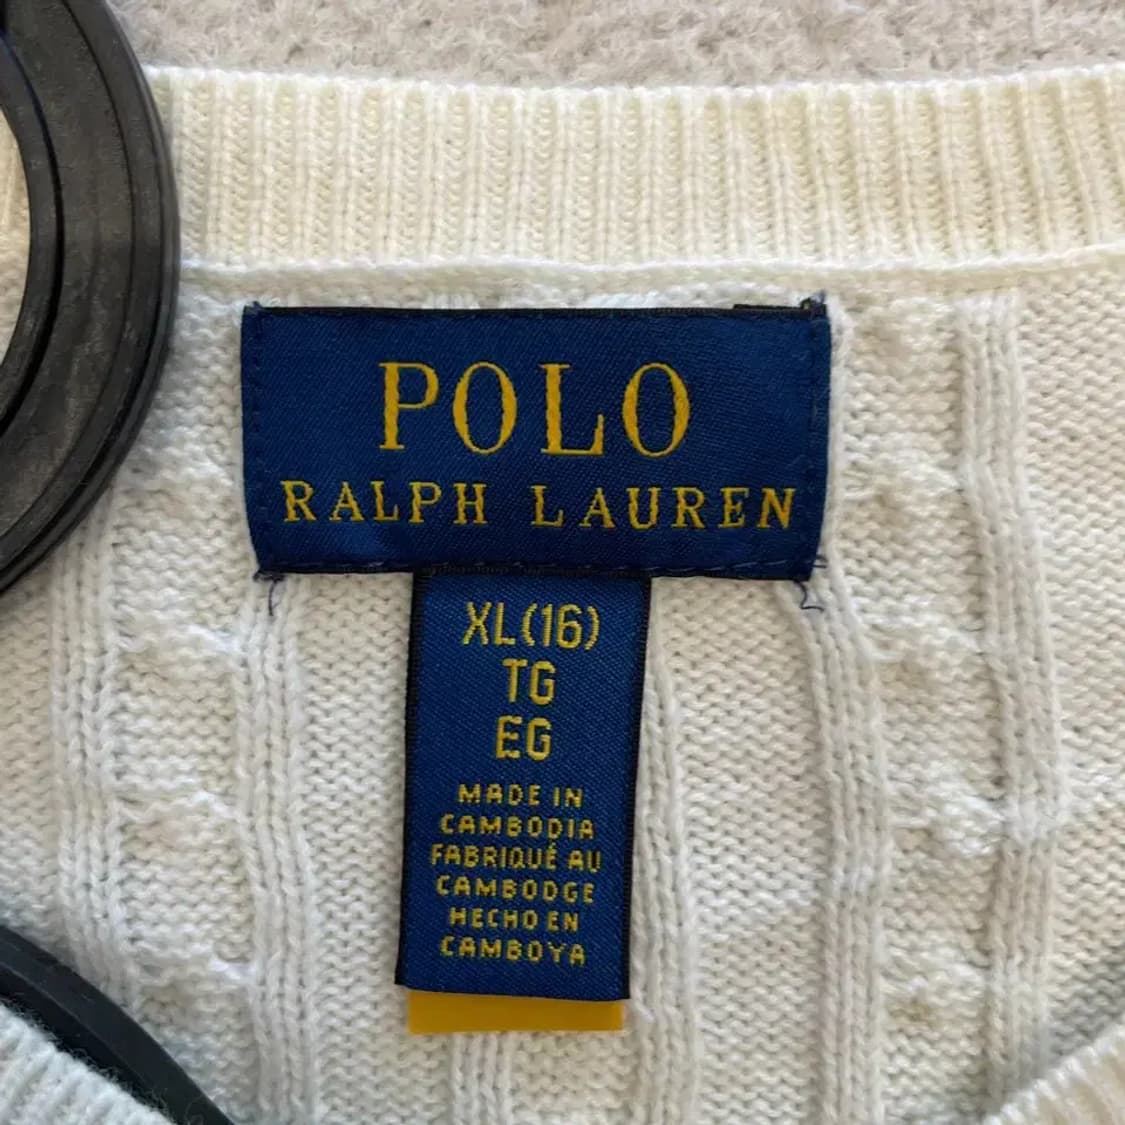 POLO
RALPH LAUREN
XL(16)
TG
EG
MADE IN
CAMBODIA
FABRIQUÉ AU
CAMBODGE
HECHO EN
CAMBOYA